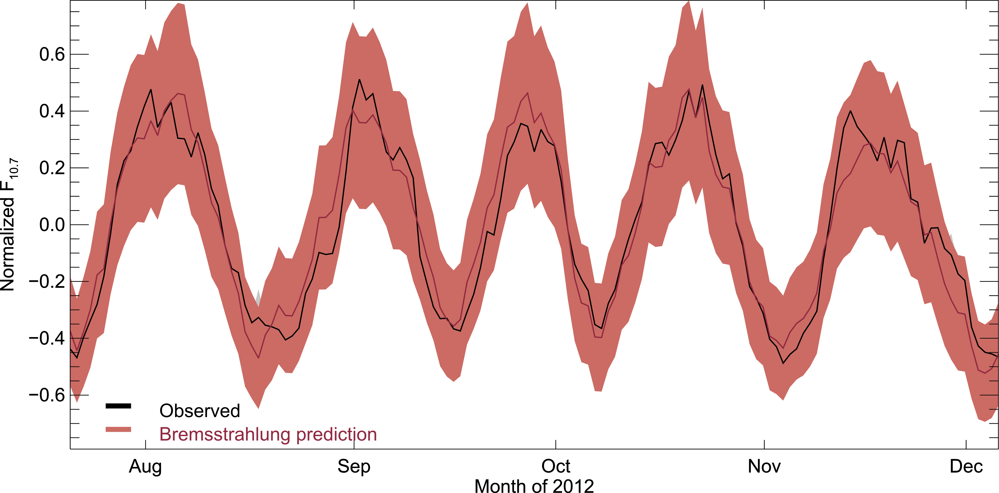 Normalized F10.7
0.6
0.4
0.2
0.0
−0.2
−0.4
−0.6
Observed
Bremsstrahlung prediction
Aug Sep Oct Nov Dec
Month of 2012